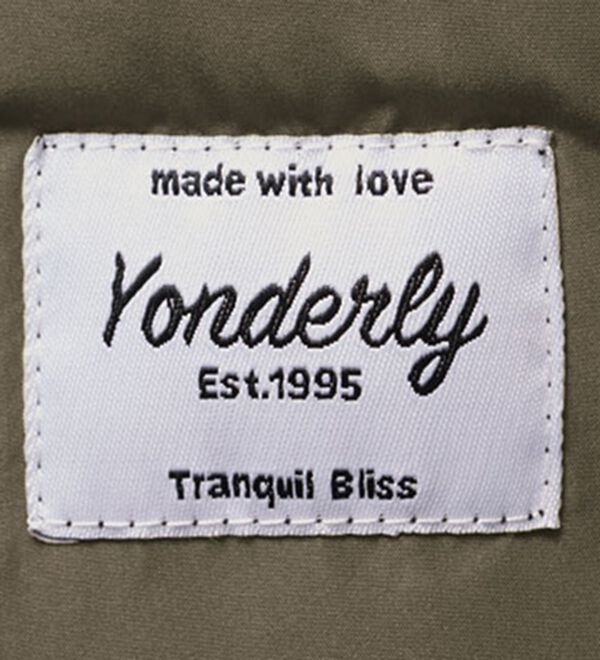 made with love
Yonderly
Est.1995
Tranquil Bliss